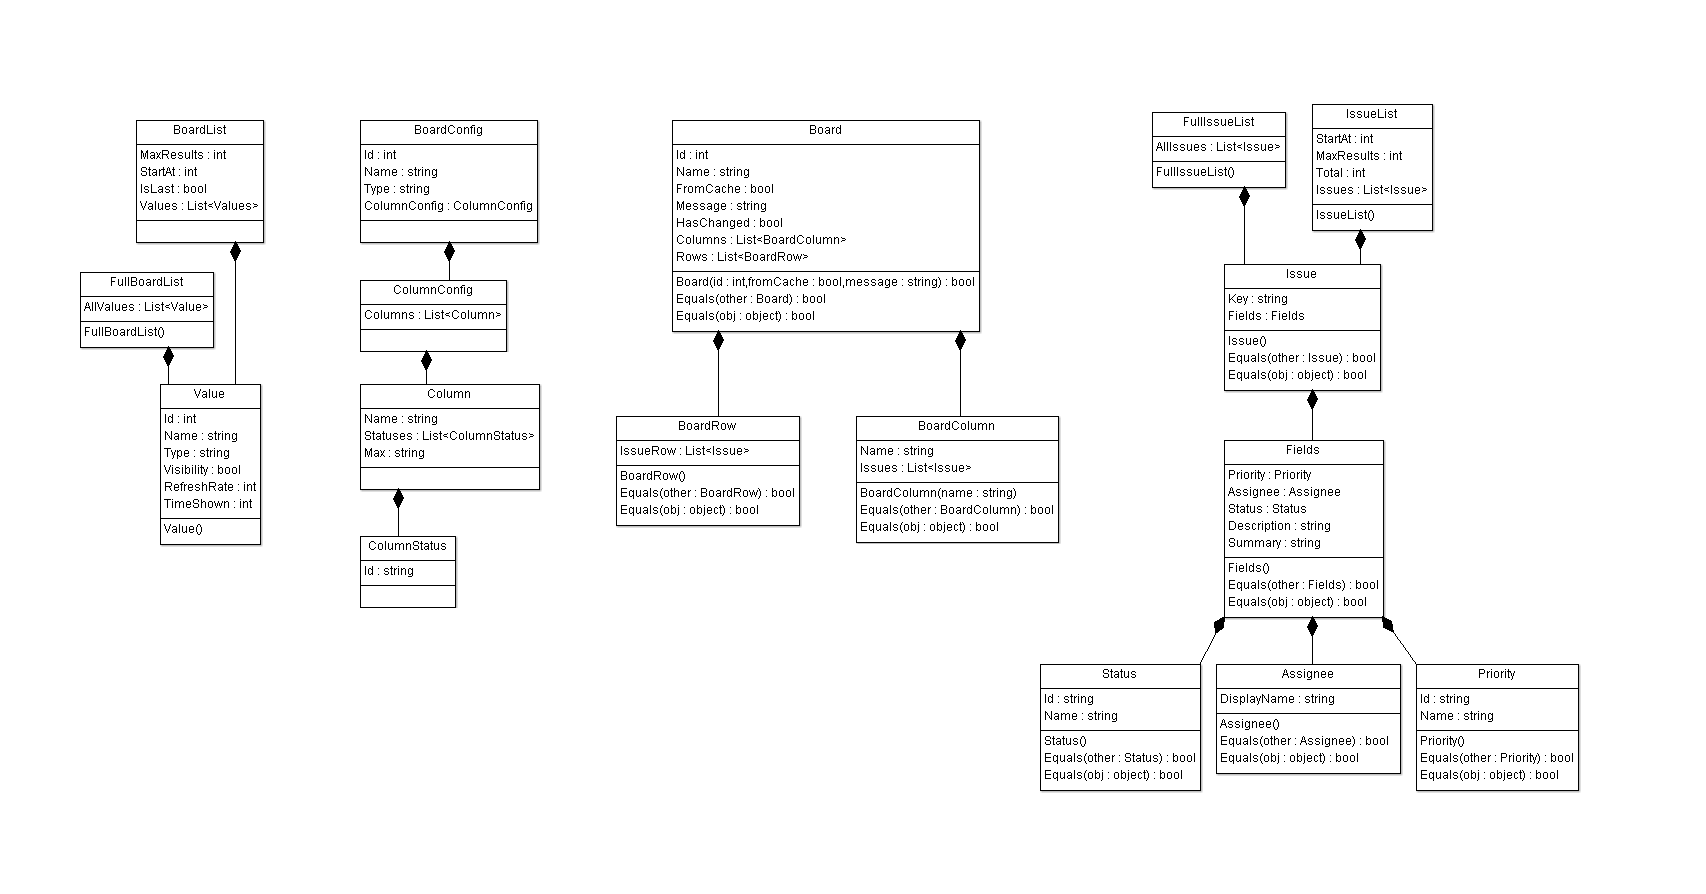 BoardList
MaxResults : int
StartAt : int
IsLast : bool
Values : List<Values>
FullBoardList
AllValues : List<Value>
FullBoardList()
Value
Id : int
Name : string
Type : string
Visibility : bool
RefreshRate : int
TimeShown : int
Value()
BoardConfig
Id : int
Name : string
Type : string
ColumnConfig : ColumnConfig
ColumnConfig
Columns : List<Column>
Column
Name : string
Statuses : List<ColumnStatus>
Max : string
ColumnStatus
Id : string
Board
Id : int
Name : string
FromCache : bool
Message : string
HasChanged : bool
Columns : List<BoardColumn>
Rows : List<BoardRow>
Board(id : int,fromCache : bool,message : string) : bool
Equals(other : Board) : bool
Equals(obj : object) : bool
BoardRow
IssueRow : List<Issue>
BoardRow()
Equals(other : BoardRow) : bool
Equals(obj : object) : bool
BoardColumn
Name : string
Issues : List<Issue>
BoardColumn(name : string)
Equals(other : BoardColumn) : bool
Equals(obj : object) : bool
FullIssueList
AllIssues : List<Issue>
FullIssueList()
IssueList
StartAt : int
MaxResults : int
Total : int
Issues : List<Issue>
IssueList()
Issue
Key : string
Fields : Fields
Issue()
Equals(other : Issue) : bool
Equals(obj : object) : bool
Fields
Priority : Priority
Assignee : Assignee
Status : Status
Description : string
Summary : string
Fields()
Equals(other : Fields) : bool
Equals(obj : object) : bool
Status
Id : string
Name : string
Status()
Equals(other : Status) : bool
Equals(obj : object) : bool
Assignee
DisplayName : string
Assignee()
Equals(other : Assignee) : bool
Equals(obj : object) : bool
Priority
Id : string
Name : string
Priority()
Equals(other : Priority) : bool
Equals(obj : object) : bool